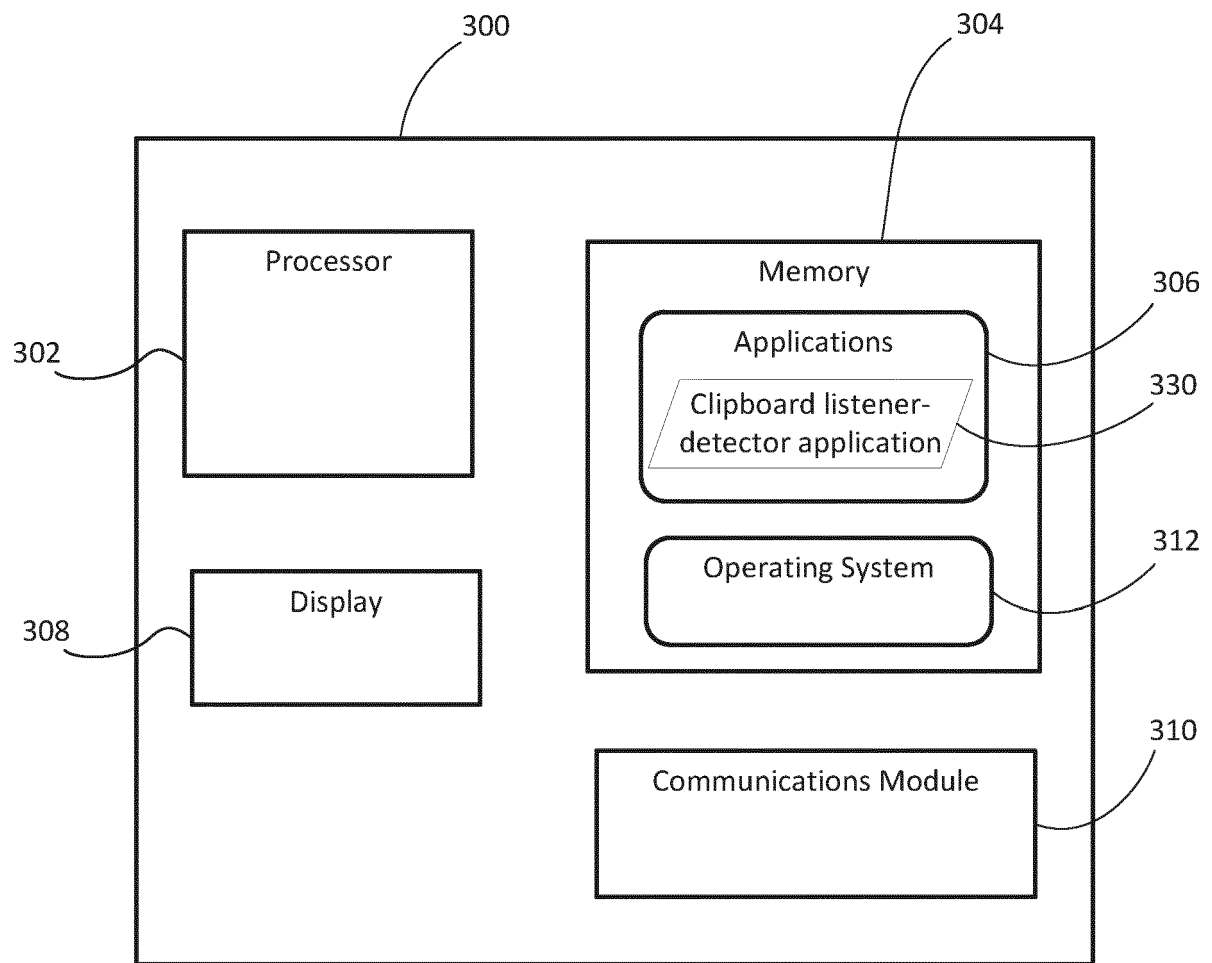 300
304
Processor
Memory
306
Applications
302
330
Clipboard listener-
detector application
312
Operating System
Display
308
310
Communications Module